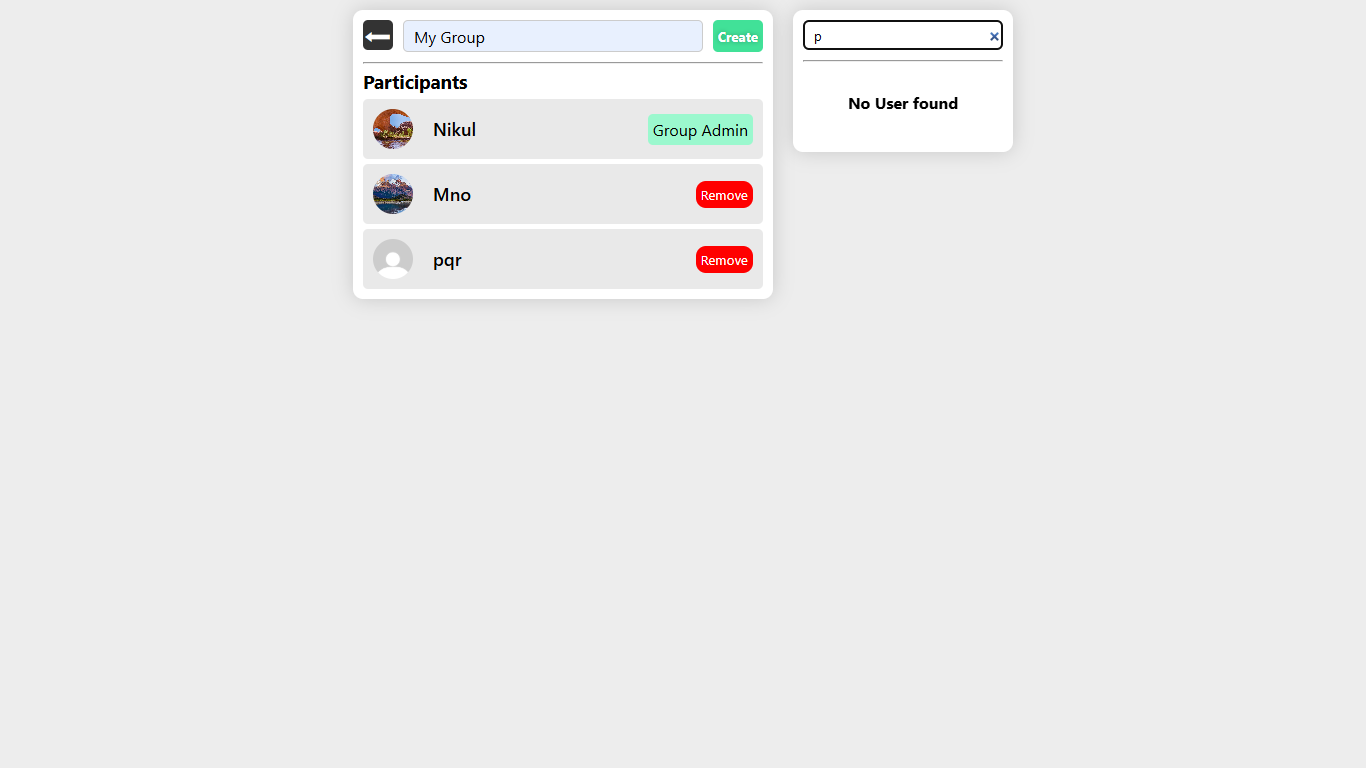 My Group
Create
Participants
Nikul
Group Admin
Mno
Remove
pqr
Remove
p
No User found